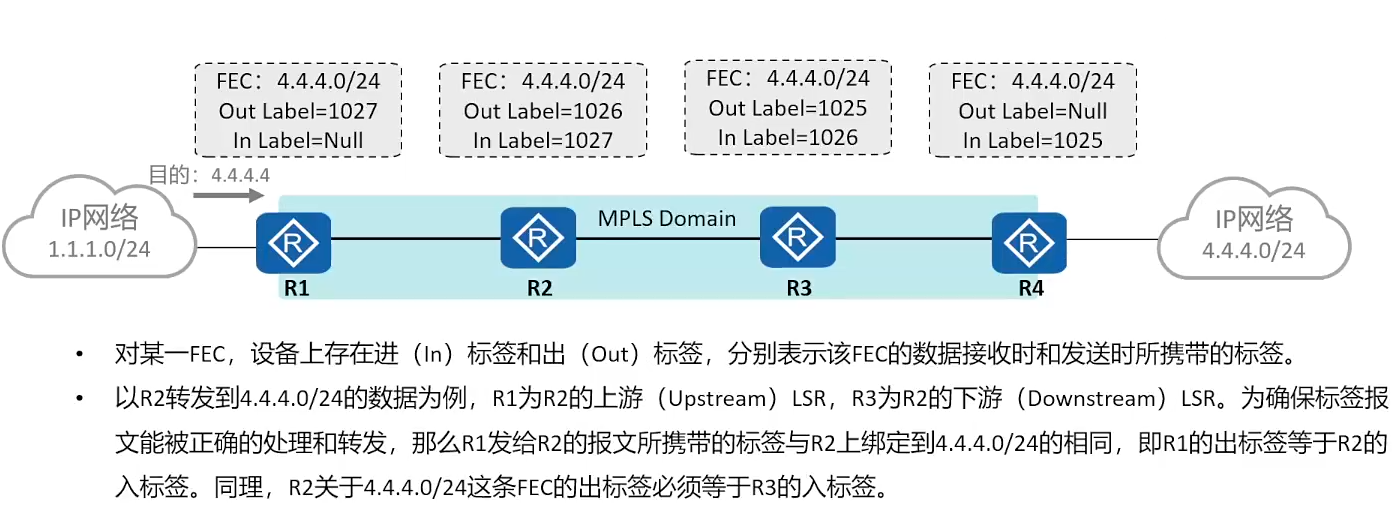 FEC：4.4.4.0/24
Out Label=1027
In Label=Null
FEC：4.4.4.0/24
Out Label=1026
In Label=1027
FEC：4.4.4.0/24
Out Label=1025
In Label=1026
FEC：4.4.4.0/24
Out Label=Null
In Label=1025
目的：4.4.4.4
IP网络
1.1.1.0/24
MPLS Domain
IP网络
4.4.4.0/24
R
R
R
R
R1
R2
R3
R4
• 对某一FEC，设备上存在进（In）标签和出（Out）标签，分别表示该FEC的数据接收时和发送时所携带的标签。
• 以R2转发到4.4.4.0/24的数据为例，R1为R2的上游（Upstream）LSR，R3为R2的下游（Downstream）LSR。为确保标签报
文能被正确的处理和转发，那么R1发给R2的报文所携带的标签与R2上绑定到4.4.4.0/24的相同，即R1的出标签等于R2的
入标签。同理，R2关于4.4.4.0/24这条FEC的出标签必须等于R3的入标签。